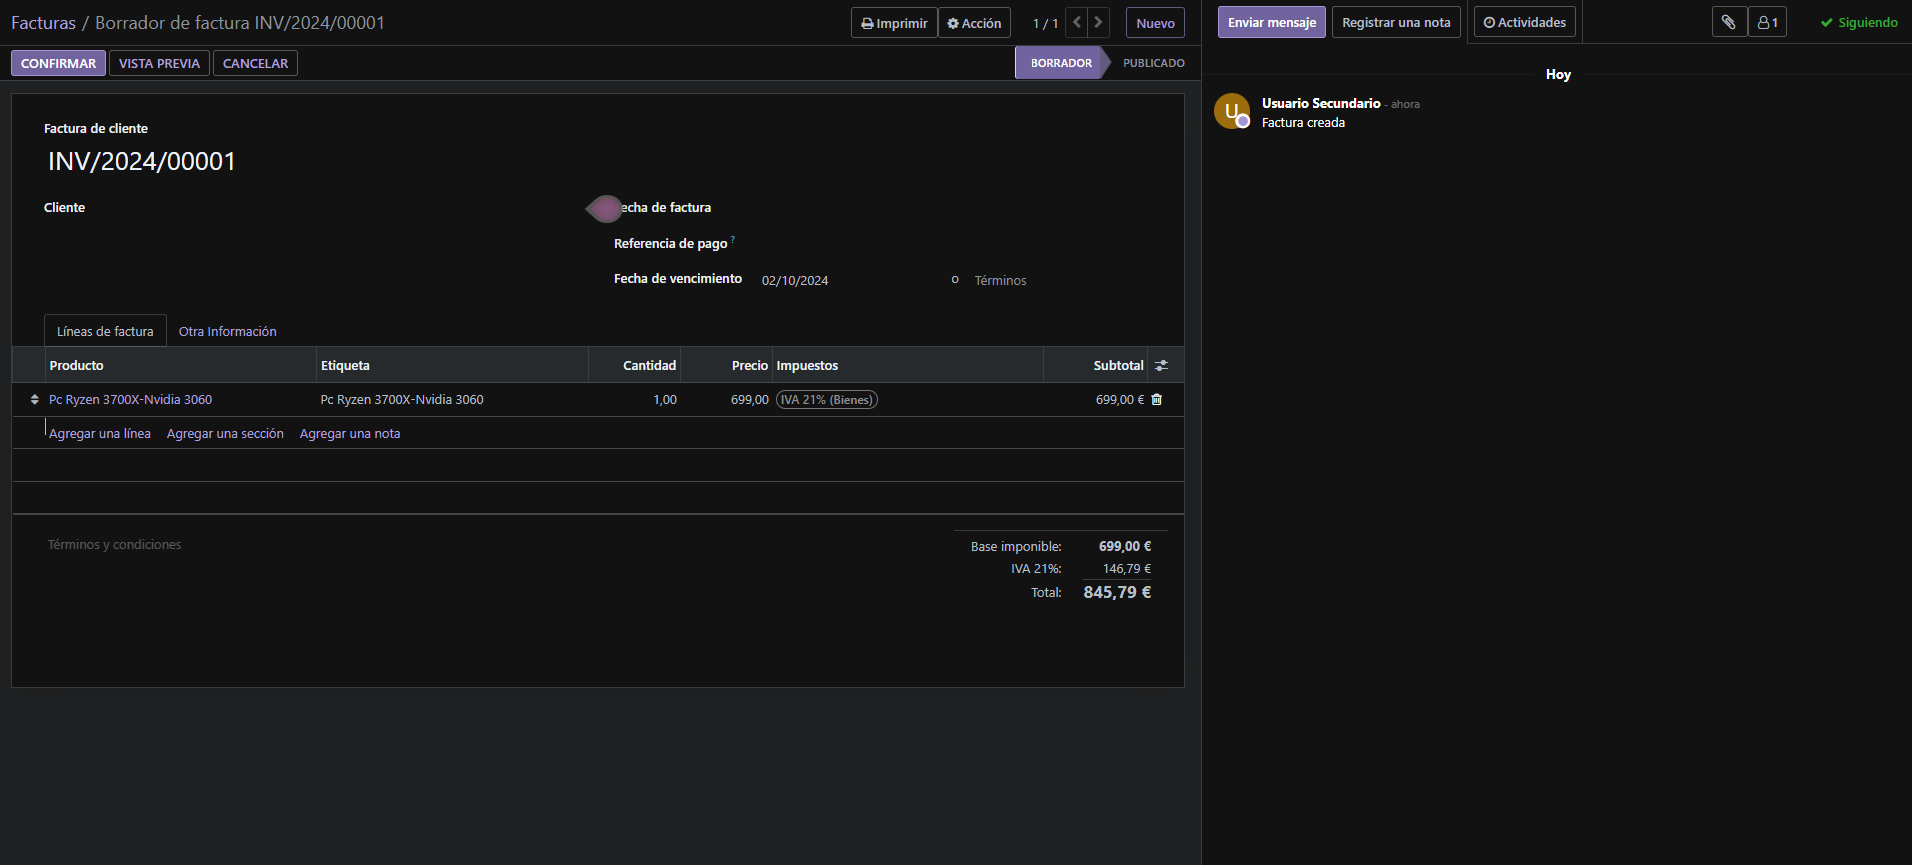 Facturas / Borrador de factura INV/2024/00001
Imprimir Acción 1 / 1 Nuevo
CONFIRMAR VISTA PREVIA CANCELAR
BORRADOR PUBLICADO
Factura de cliente
INV/2024/00001
Cliente
echa de factura
Referencia de pago ?
Fecha de vencimiento 02/10/2024 o Términos
Líneas de factura Otra Información
Producto Etiqueta Cantidad Precio Impuestos Subtotal
Pc Ryzen 3700X-Nvidia 3060 Pc Ryzen 3700X-Nvidia 3060 1,00 699,00 IVA 21% (Bienes) 699,00 €
Agregar una línea Agregar una sección Agregar una nota
Términos y condiciones
Base imponible: 699,00 €
IVA 21%: 146,79 €
Total: 845,79 €
Enviar mensaje Registrar una nota Actividades 1 Siguiendo
Hoy
U
Usuario Secundario - ahora
Factura creada